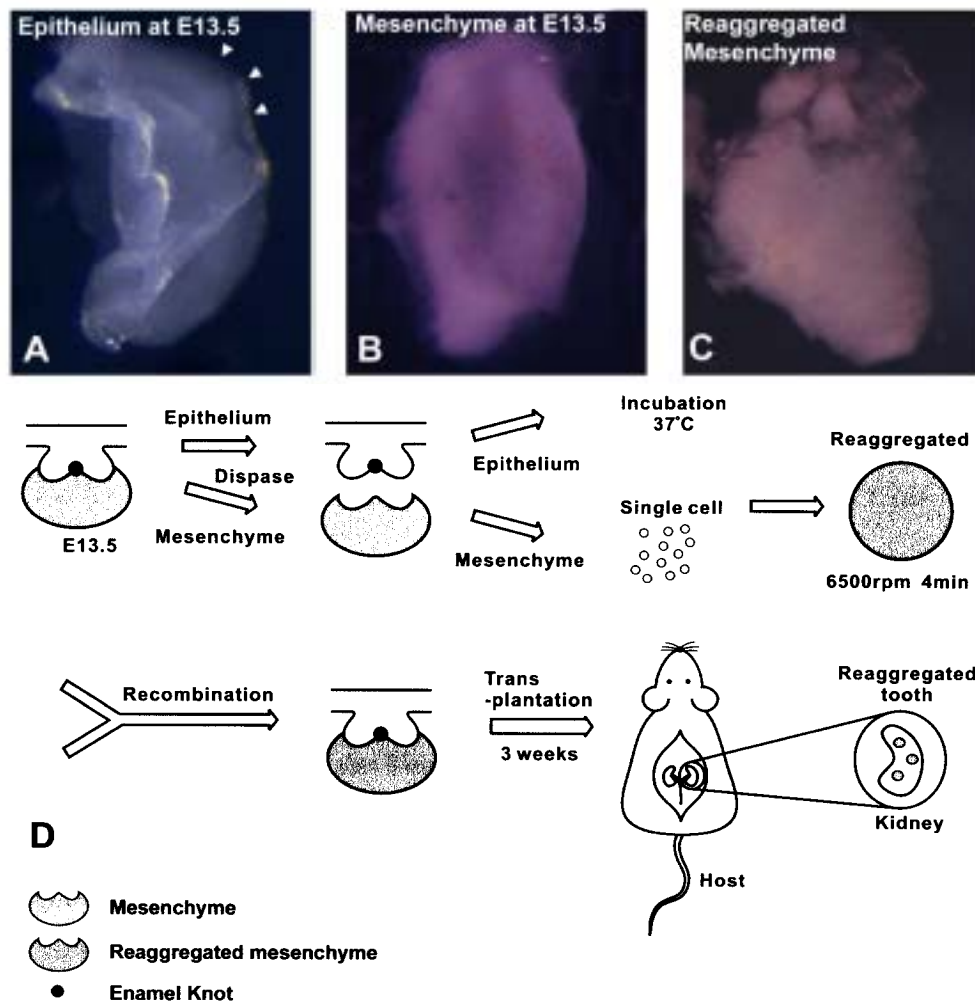 Epithelium at E13.5
Mesenchyme at E13.5
Reaggregated
Mesenchyme
A
B
C
Epithelium
Dispase
Mesenchyme
E13.5
Epithelium
Mesenchyme
Incubation
37°C
Single cell
Reaggregated
6500rpm 4min
Recombination
Trans
-plantation
3 weeks
Reaggregated
tooth
Kidney
Host
D
Mesenchyme
Reaggregated mesenchyme
Enamel Knot